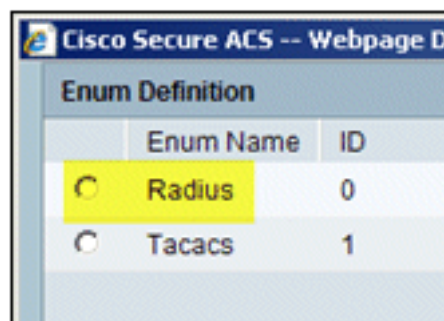 Cisco Secure ACS -- Webpage D
Enum Definition
Enum Name ID
Radius 0
Tacacs 1